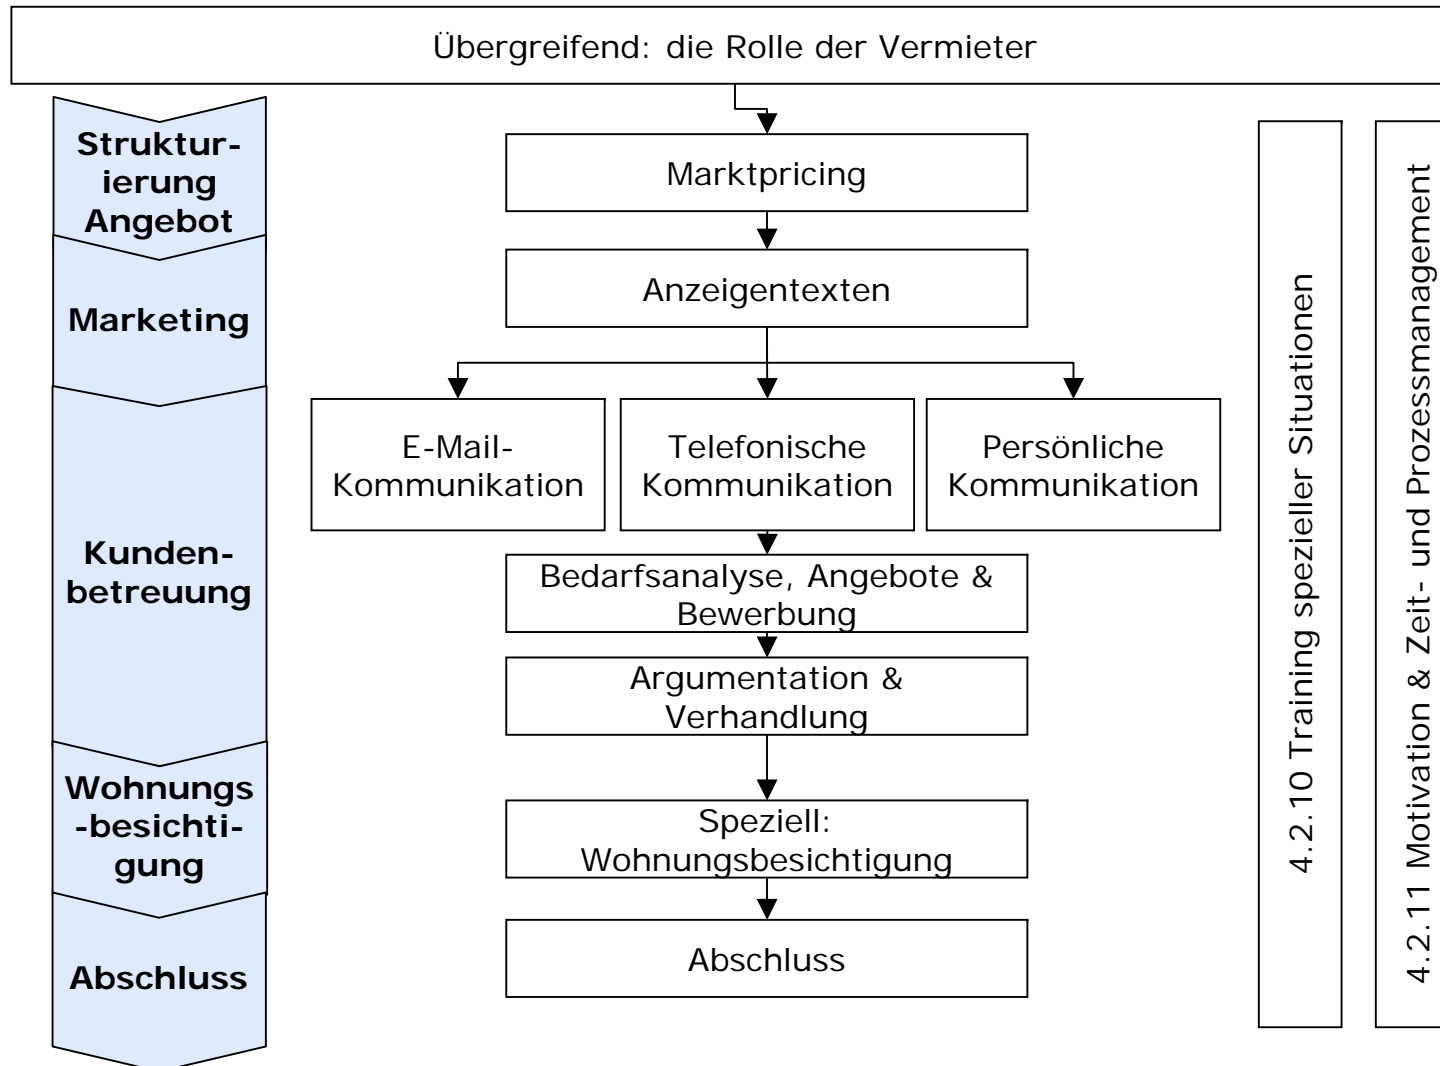 Übergreifend: die Rolle der Vermieter
Struktur-
ierung
Angebot
Marketing
Kunden-
betreuung
Wohnungs
-besichti-
gung
Abschluss
Marktpricing
Anzeigentexten
E-Mail-
Kommunikation
Telefonische
Kommunikation
Persönliche
Kommunikation
Bedarfsanalyse, Angebote &
Bewerbung
Argumentation &
Verhandlung
Speziell:
Wohnungsbesichtigung
Abschluss
4.2.10 Training spezieller Situationen
4.2.11 Motivation & Zeit- und Prozessmanagement